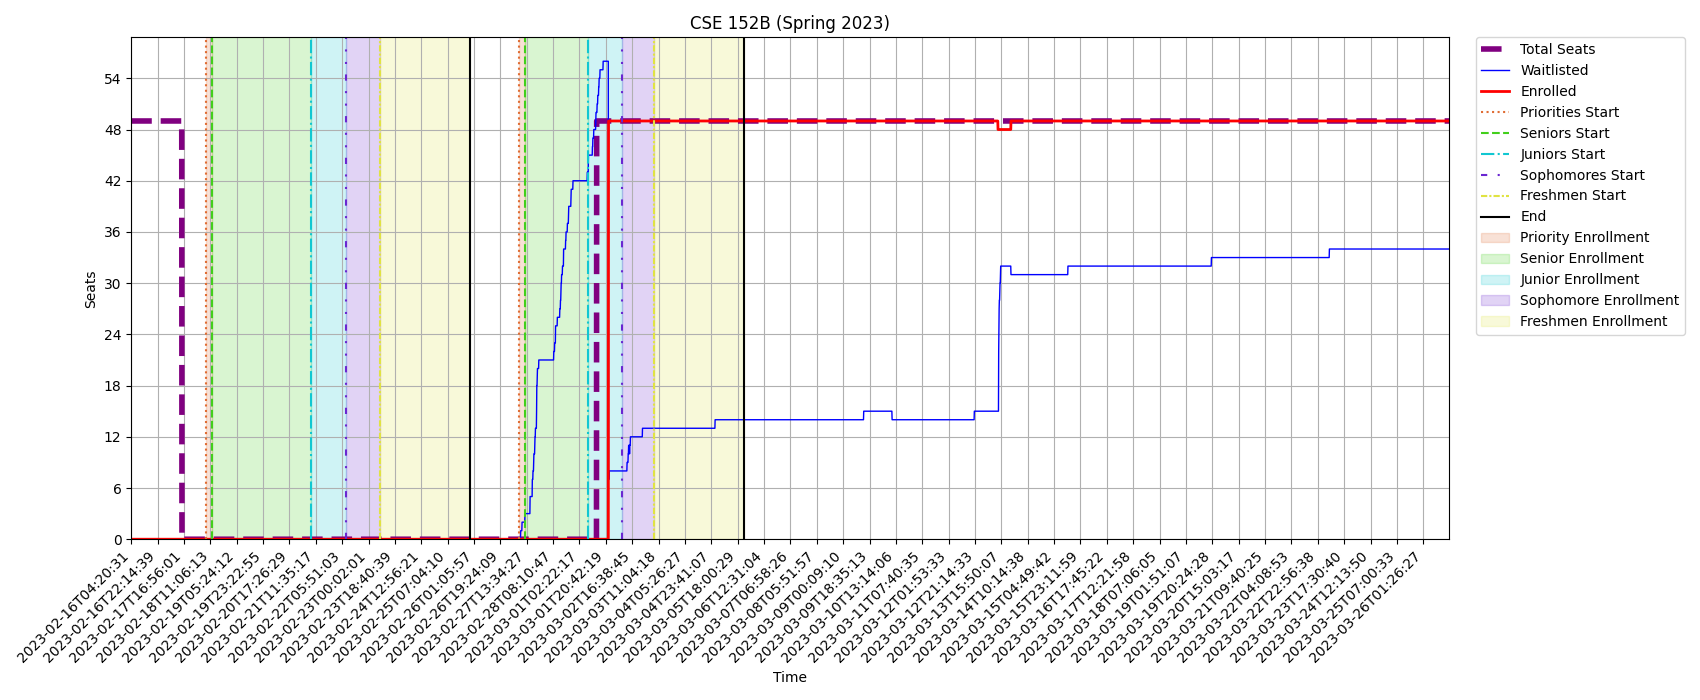 CSE 152B (Spring 2023)
Seats
54
48
42
36
30
24
18
12
6
0
2023-02-16T04:20:31
2023-02-16T22:14:39
2023-02-17T16:56:01
2023-02-18T11:06:13
2023-02-19T05:24:12
2023-02-19T23:22:55
2023-02-20T17:26:29
2023-02-21T11:35:17
2023-02-22T05:51:03
2023-02-23T00:02:01
2023-02-23T18:40:39
2023-02-24T12:56:21
2023-02-25T07:04:10
2023-02-26T01:05:57
2023-02-26T19:24:09
2023-02-27T13:34:27
2023-02-28T08:10:47
2023-03-01T02:22:17
2023-03-01T20:42:19
2023-03-02T16:38:45
2023-03-03T11:04:18
2023-03-04T05:26:27
2023-03-04T23:41:07
2023-03-05T18:00:29
2023-03-06T12:31:04
2023-03-07T06:58:26
2023-03-08T05:51:57
2023-03-09T00:09:10
2023-03-09T18:35:13
2023-03-10T13:14:06
2023-03-11T07:40:35
2023-03-12T01:53:33
2023-03-12T21:14:33
2023-03-13T15:50:07
2023-03-14T10:14:38
2023-03-15T04:49:42
2023-03-15T23:11:59
2023-03-16T17:45:22
2023-03-17T12:21:58
2023-03-18T07:06:05
2023-03-19T01:51:07
2023-03-19T20:24:28
2023-03-20T15:03:17
2023-03-21T09:40:25
2023-03-22T04:08:53
2023-03-22T22:56:38
2023-03-23T17:30:40
2023-03-24T12:13:50
2023-03-25T07:00:33
2023-03-26T01:26:27
Time
Total Seats
Waitlisted
Enrolled
Priorities Start
Seniors Start
Juniors Start
Sophomores Start
Freshmen Start
End
Priority Enrollment
Senior Enrollment
Junior Enrollment
Sophomore Enrollment
Freshmen Enrollment